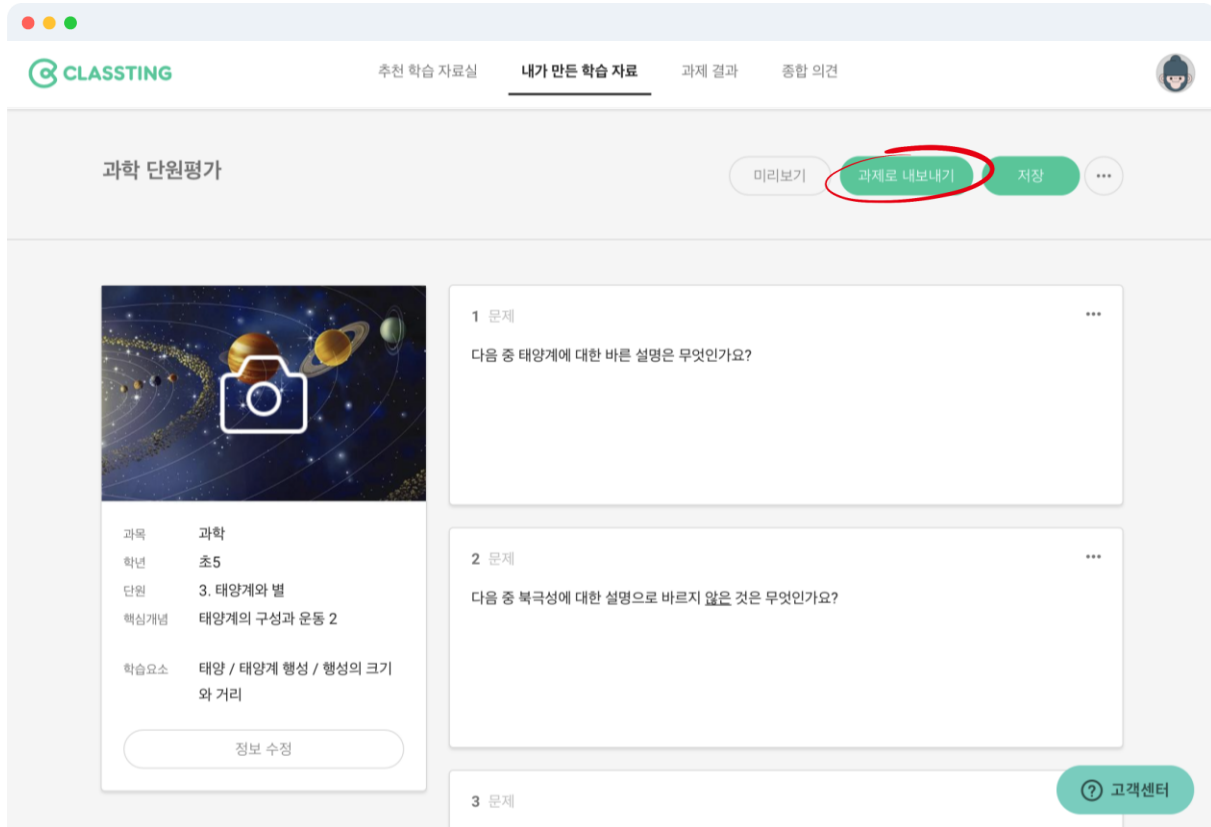 CLASSTING
추천 학습 자료실 내가 만든 학습 자료 과제 결과 종합 의견
과학 단원평가
미리보기 과제로 내보내기 저장
1 문제
다음 중 태양계에 대한 바른 설명은 무엇인가요?
과목 과학
학년 초5
단원 3. 태양계와 별
핵심개념 태양계의 구성과 운동 2
학습요소 태양 / 태양계 행성 / 행성의 크기
와 거리
정보 수정
2 문제
다음 중 북극성에 대한 설명으로 바르지 않은 것은 무엇인가요?
3 문제
? 고객센터